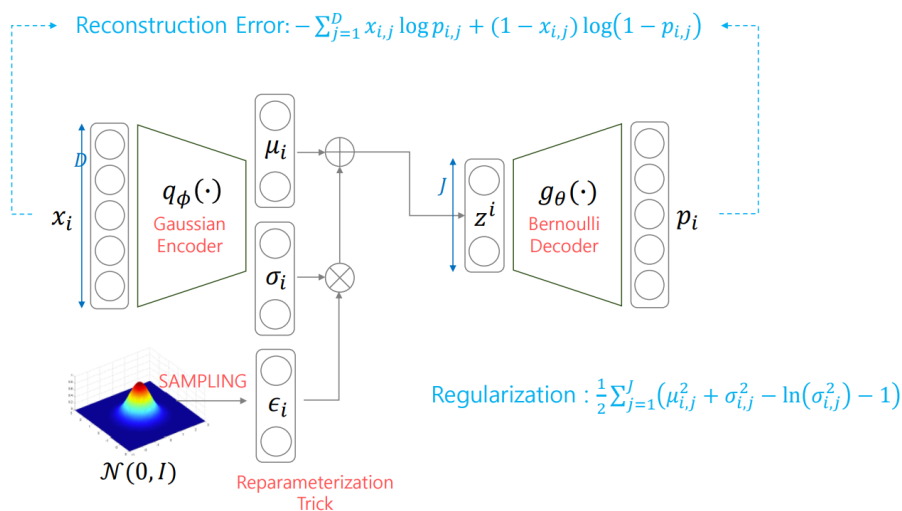 Reconstruction Error: −∑_{j=1}^{D} x_{i,j} log p_{i,j} + (1 − x_{i,j}) log(1 − p_{i,j})
D
x_i
q_ϕ(·)
Gaussian
Encoder
μ_i
σ_i
SAMPLING
ϵ_i
𝒩(0, I)
Reparameterization
Trick
J
z^i
g_θ(·)
Bernoulli
Decoder
p_i
Regularization : \frac{1}{2}∑_{j=1}^{J}(μ_{i,j}^2 + σ_{i,j}^2 − ln(σ_{i,j}^2) − 1)